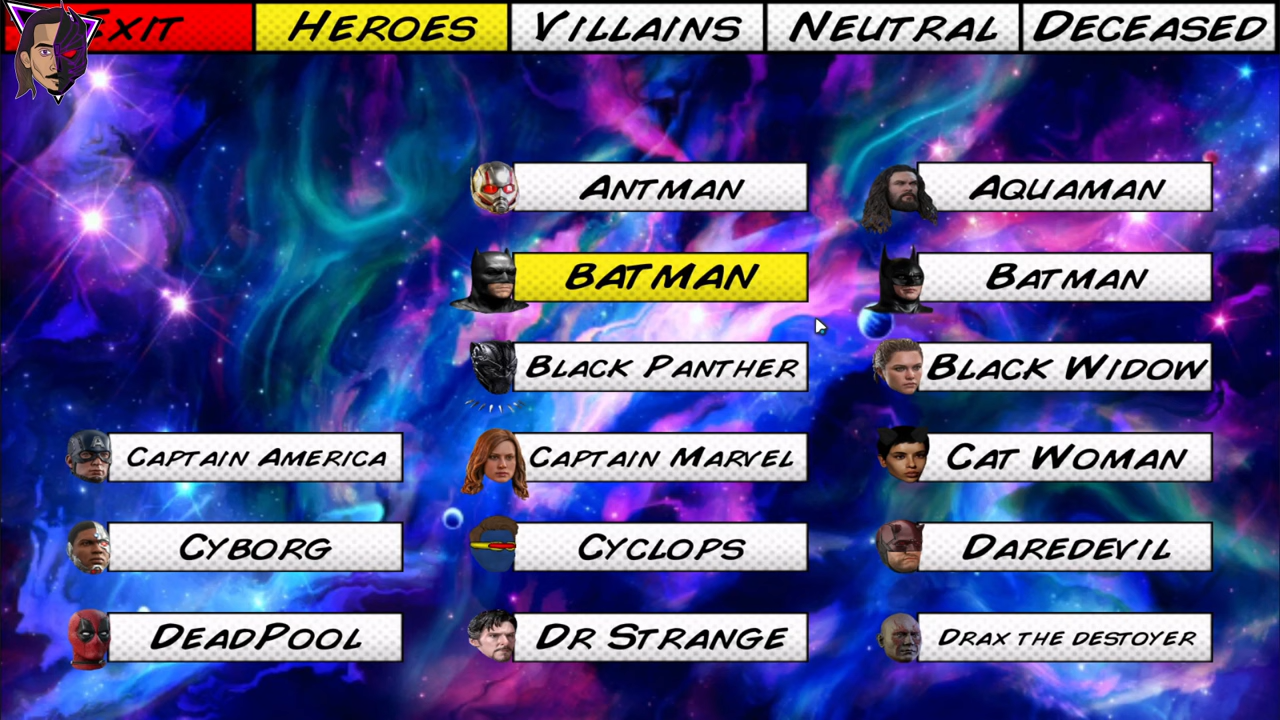 EXIT HEROES VILLAINS NEUTRAL DECEASED
ANTMAN AQUAMAN
BATMAN BATMAN
BLACK PANTHER BLACK WIDOW
CAPTAIN AMERICA CAPTAIN MARVEL CAT WOMAN
CYBORG CYCLOPS DAREDEVIL
DEADPOOL DR STRANGE DRAX THE DESTOYER